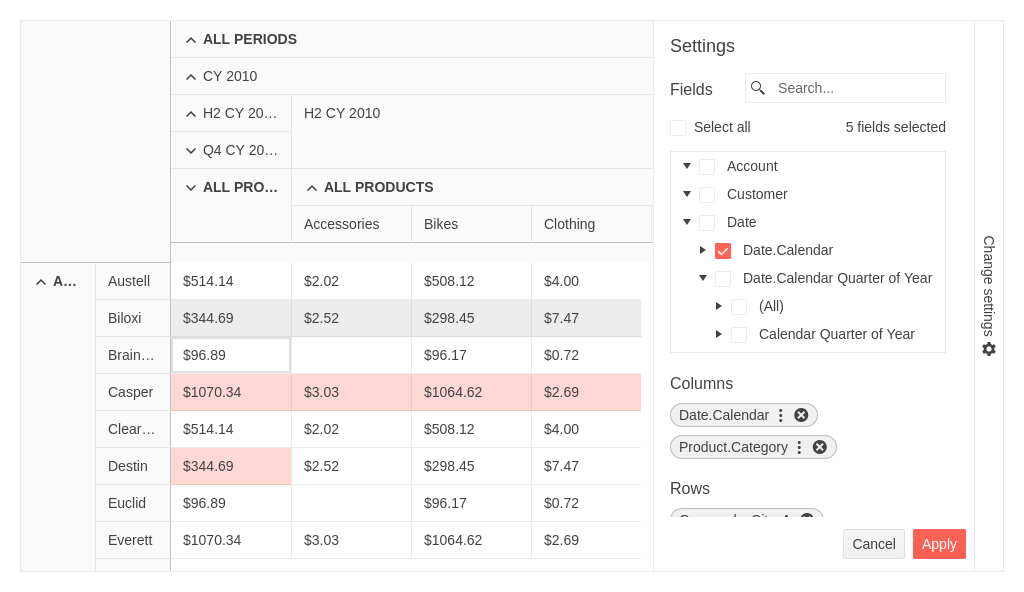 ALL PERIODS
CY 2010
H2 CY 20… H2 CY 2010
Q4 CY 20…
ALL PRO… ALL PRODUCTS
Accessories Bikes Clothing
A… Austell $514.14 $2.02 $508.12 $4.00
Biloxi $344.69 $2.52 $298.45 $7.47
Brain… $96.89 $96.17 $0.72
Casper $1070.34 $3.03 $1064.62 $2.69
Clear… $514.14 $2.02 $508.12 $4.00
Destin $344.69 $2.52 $298.45 $7.47
Euclid $96.89 $96.17 $0.72
Everett $1070.34 $3.03 $1064.62 $2.69
Settings
Fields Search...
Select all 5 fields selected
Account
Customer
Date
Date.Calendar
Date.Calendar Quarter of Year
(All)
Calendar Quarter of Year
Columns
Date.Calendar
Product.Category
Rows
Cancel Apply
Change settings